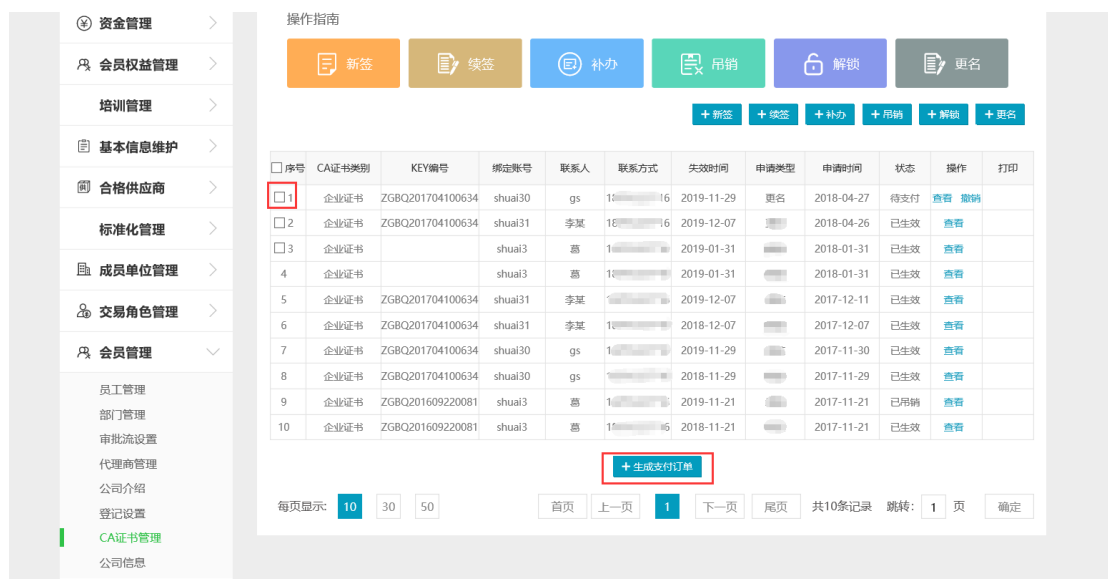 资金管理
会员权益管理
培训管理
基本信息维护
合格供应商
标准化管理
成员单位管理
交易角色管理
会员管理
员工管理
部门管理
审批流设置
代理商管理
公司介绍
登记设置
CA证书管理
公司信息
操作指南
新签 续签 补办 吊销 解锁 更名
+ 新签 + 续签 + 补办 + 吊销 + 解锁 + 更名
序号 CA证书类别 KEY编号 绑定账号 联系人 联系方式 失效时间 申请类型 申请时间 状态 操作 打印
1 企业证书 ZGBQ201704100634 shuai30 gs 2019-11-29 更名 2018-04-27 待支付 查看 撤销
2 企业证书 ZGBQ201704100634 shuai31 李某 2019-12-07 2018-04-26 已生效 查看
3 企业证书 shuai3 葛 2019-01-31 2018-01-31 已生效 查看
4 企业证书 shuai3 葛 2019-01-31 2018-01-31 已生效 查看
5 企业证书 ZGBQ201704100634 shuai31 李某 2019-12-07 2017-12-11 已生效 查看
6 企业证书 ZGBQ201704100634 shuai31 李某 2018-12-07 2017-12-07 已生效 查看
7 企业证书 ZGBQ201704100634 shuai30 gs 2019-11-29 2017-11-30 已生效 查看
8 企业证书 ZGBQ201704100634 shuai30 gs 2018-11-29 2017-11-29 已生效 查看
9 企业证书 ZGBQ201609220081 shuai3 葛 2019-11-21 2017-11-21 已吊销 查看
10 企业证书 ZGBQ201609220081 shuai3 葛 2018-11-21 2017-11-21 已生效 查看
+ 生成支付订单
每页显示: 10 30 50 首页 上一页 1 下一页 尾页 共10条记录 跳转: 1 页 确定